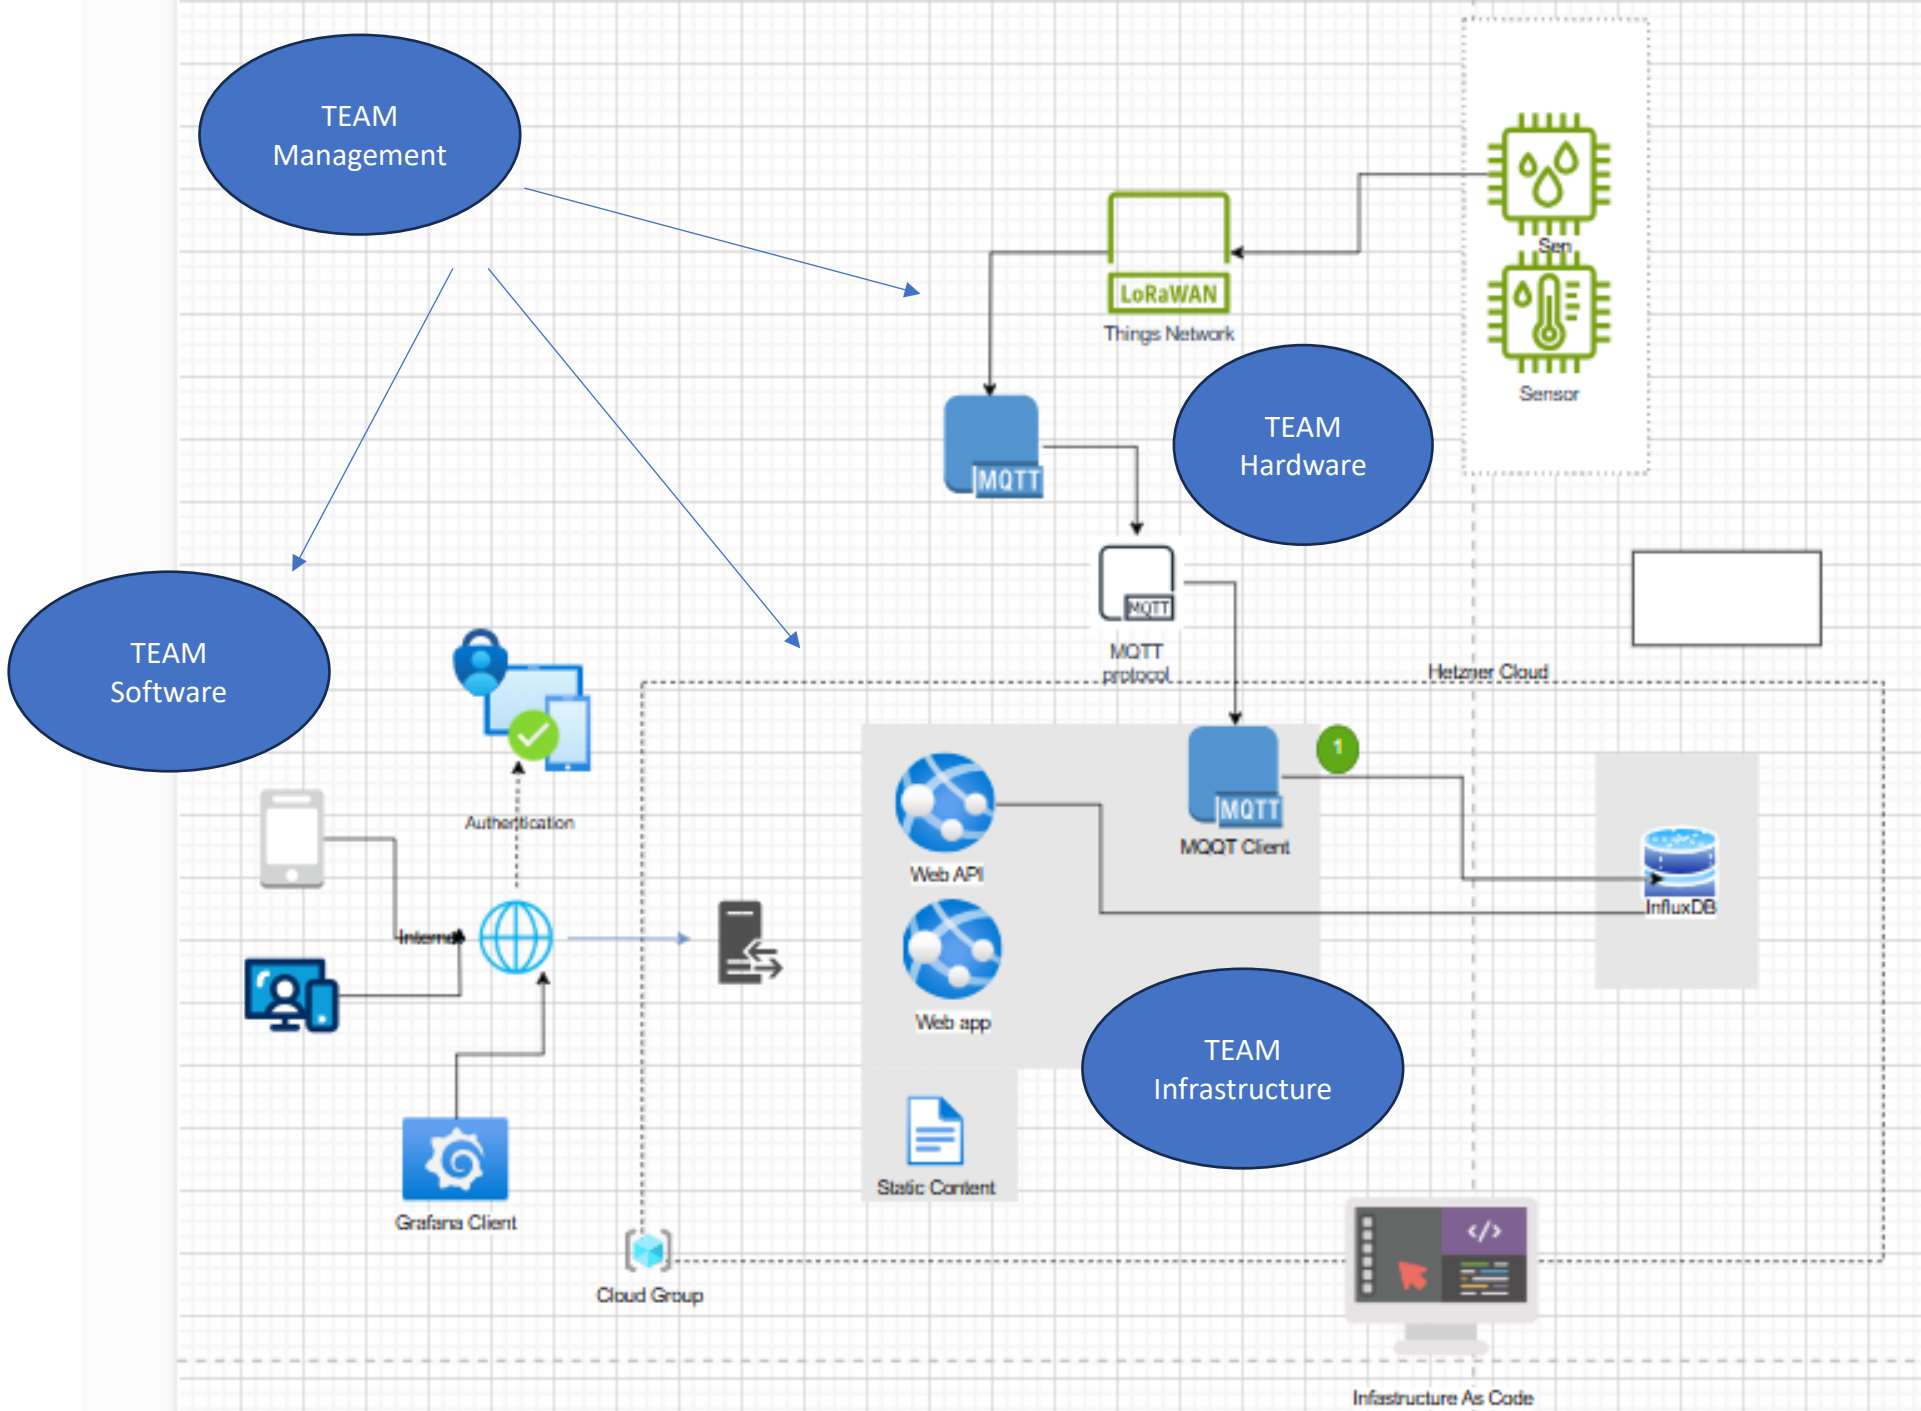 TEAM
Management
Sen
LoRaWAN
Things Network
Sensor
MQTT
TEAM
Hardware
MQTT
MQTT
protocol
Hetzner Cloud
TEAM
Software
1
MQTT
MQQT Client
Authentication
Web API
InfluxDB
Web app
TEAM
Infrastructure
Static Content
Grafana Client
</>
Cloud Group
Infastructure As Code